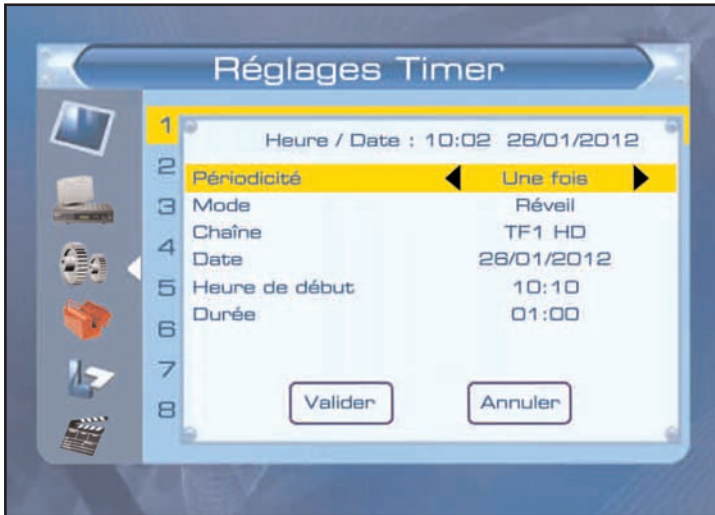 Réglages Timer
1
Heure / Date : 10:02 26/01/2012
2
Périodicité Une fois
3
Mode Réveil
Chaîne TF1 HD
4
Date 26/01/2012
5
Heure de début 10:10
6
Durée 01:00
7
8
Valider Annuler